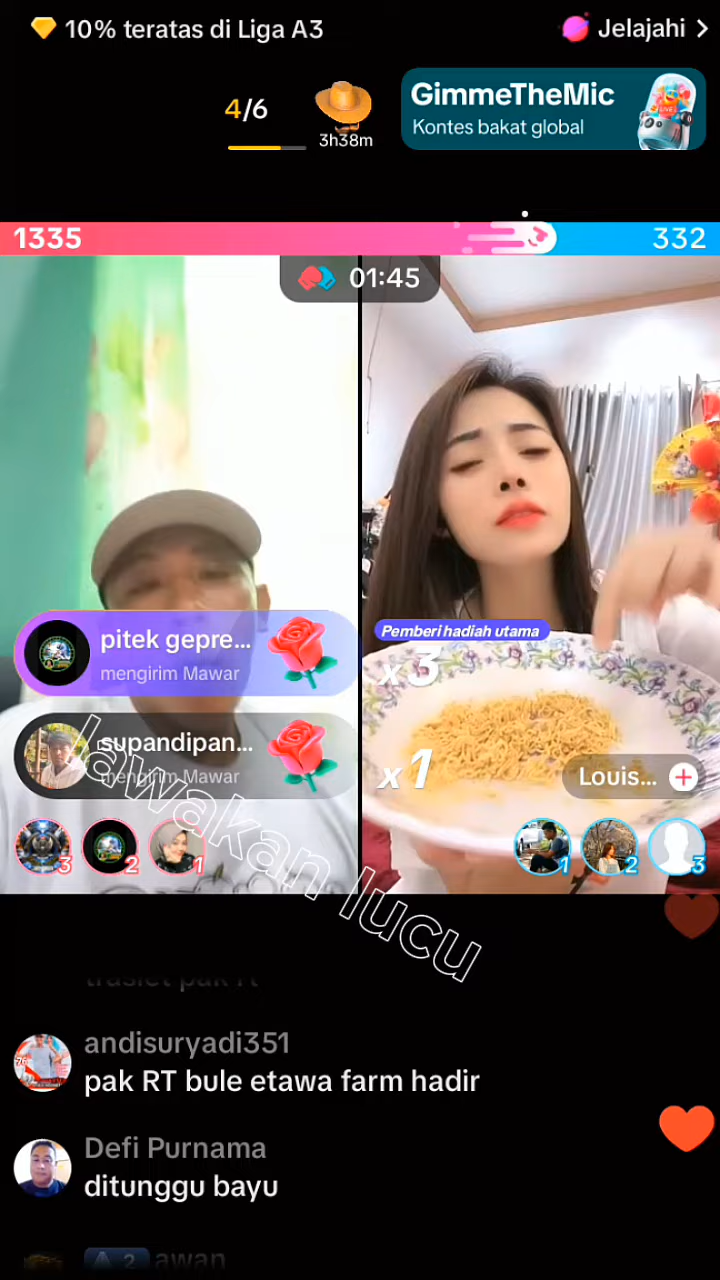 10% teratas di Liga A3
Jelajahi
4/6
3h38m
GimmeTheMic
Kontes bakat global
1335
332
01:45
pitek gepre...
mengirim Mawar
Pemberi hadiah utama
x3
supandipan...
mengirim Mawar
x1
Louis...
3
2
1
1
2
3
lawakan lucu
andisuryadi351
pak RT bule etawa farm hadir
Defi Purnama
ditunggu bayu
2 awan